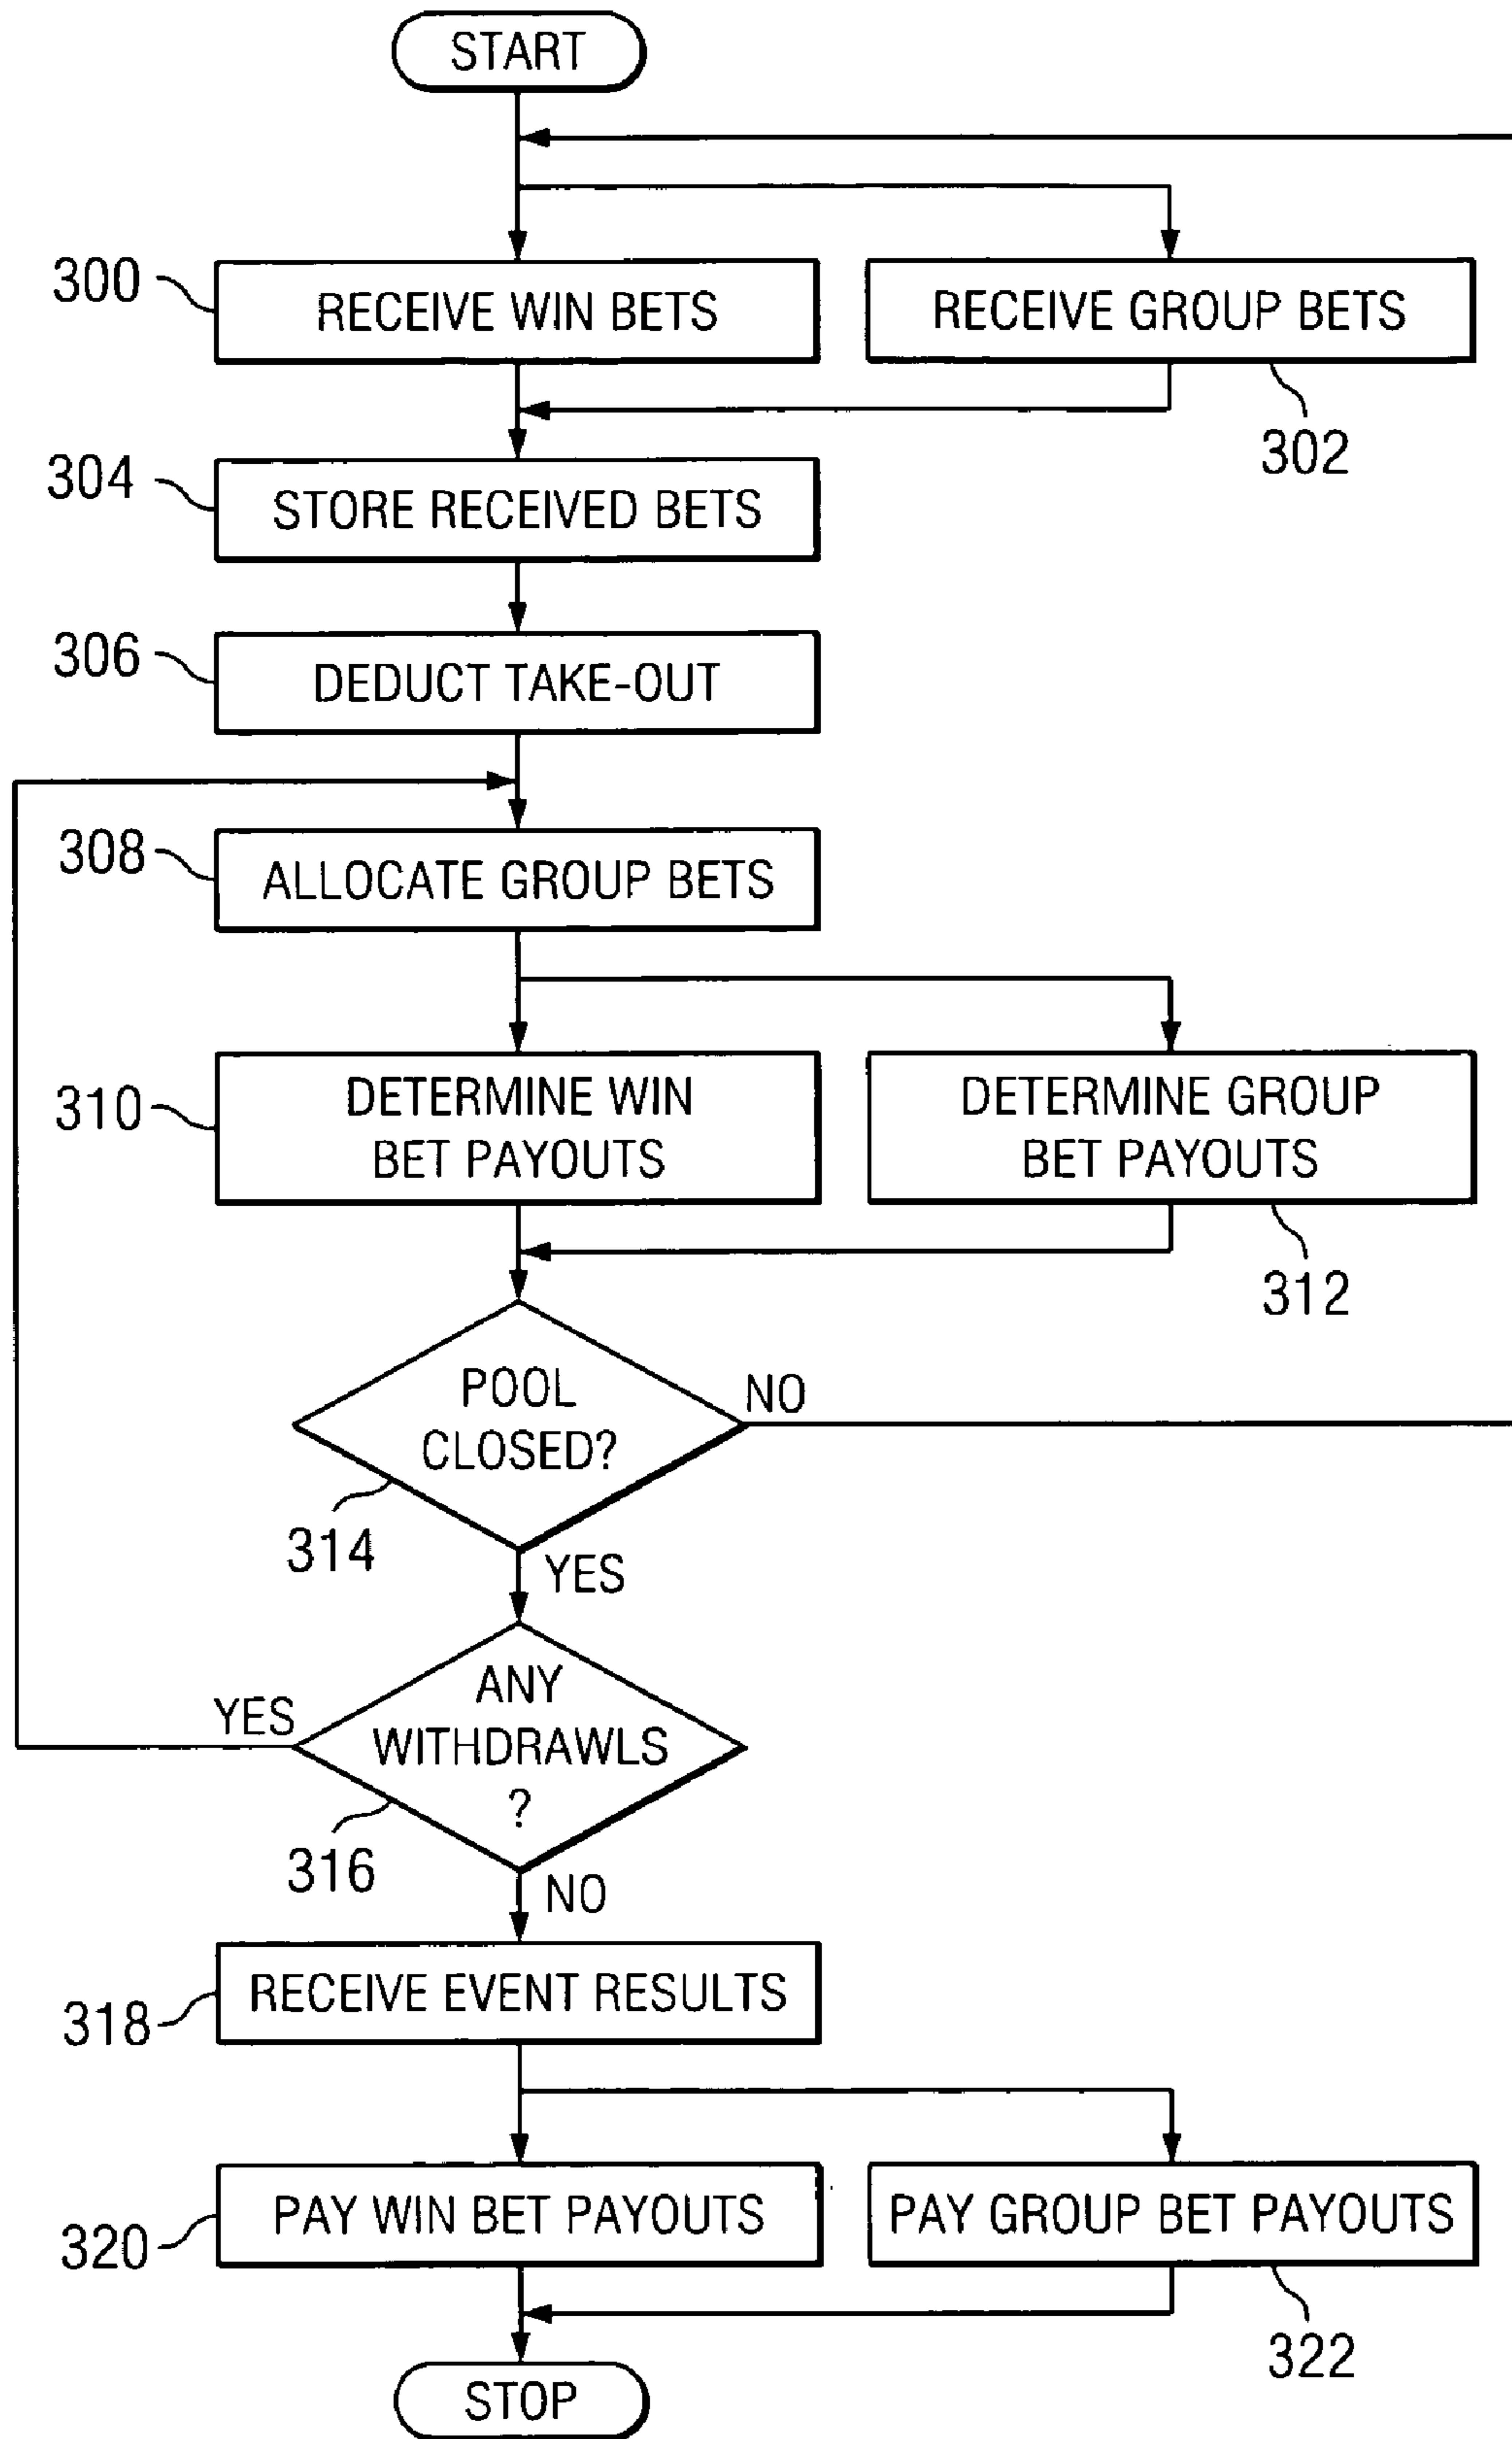 START
300
RECEIVE WIN BETS
RECEIVE GROUP BETS
302
304
STORE RECEIVED BETS
306
DEDUCT TAKE-OUT
308
ALLOCATE GROUP BETS
310
DETERMINE WIN
BET PAYOUTS
DETERMINE GROUP
BET PAYOUTS
312
POOL
CLOSED?
NO
314
YES
ANY
WITHDRAWLS
?
YES
316
NO
RECEIVE EVENT RESULTS
318
PAY WIN BET PAYOUTS
320
PAY GROUP BET PAYOUTS
322
STOP